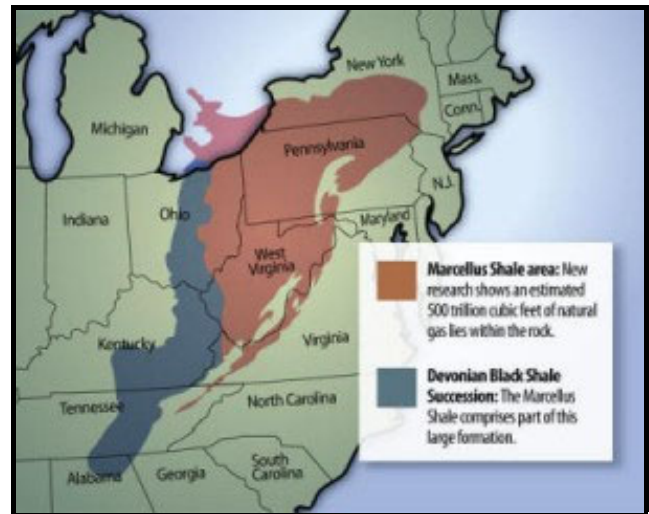 New York
Mass.
Conn.
Michigan
Pennsylvania
N.J.
Indiana
Ohio
Maryland
West
Virginia
Marcellus Shale area: New
research shows an estimated
500 trillion cubic feet of natural
gas lies within the rock.
Kentucky
Virginia
Devonian Black Shale
Succession: The Marcellus
Shale comprises part of this
large formation.
Tennessee
North Carolina
Alabama
Georgia
South
Carolina